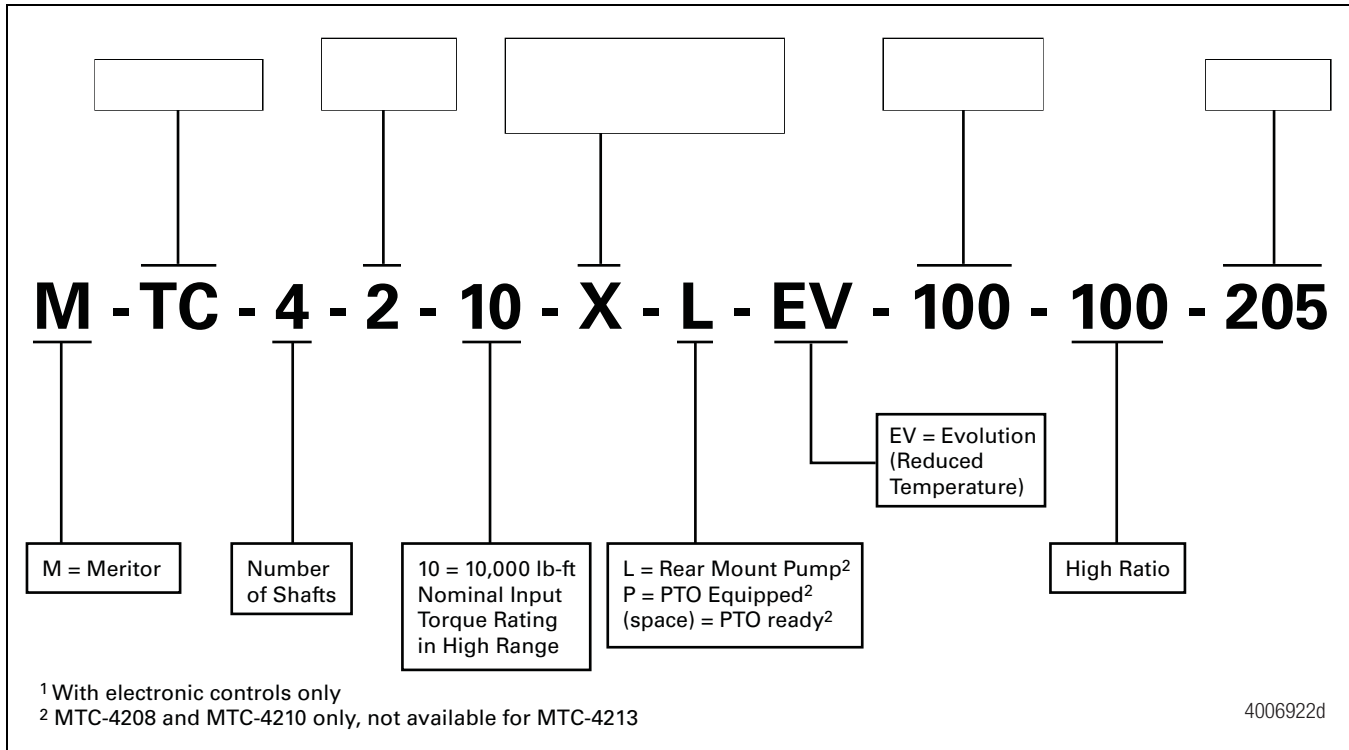 M - TC - 4 - 2 - 10 - X - L - EV - 100 - 100 - 205
EV = Evolution
(Reduced
Temperature)
M = Meritor
Number
of Shafts
10 = 10,000 lb-ft
Nominal Input
Torque Rating
in High Range
L = Rear Mount Pump²
P = PTO Equipped²
(space) = PTO ready²
High Ratio
¹ With electronic controls only
² MTC-4208 and MTC-4210 only, not available for MTC-4213
4006922d